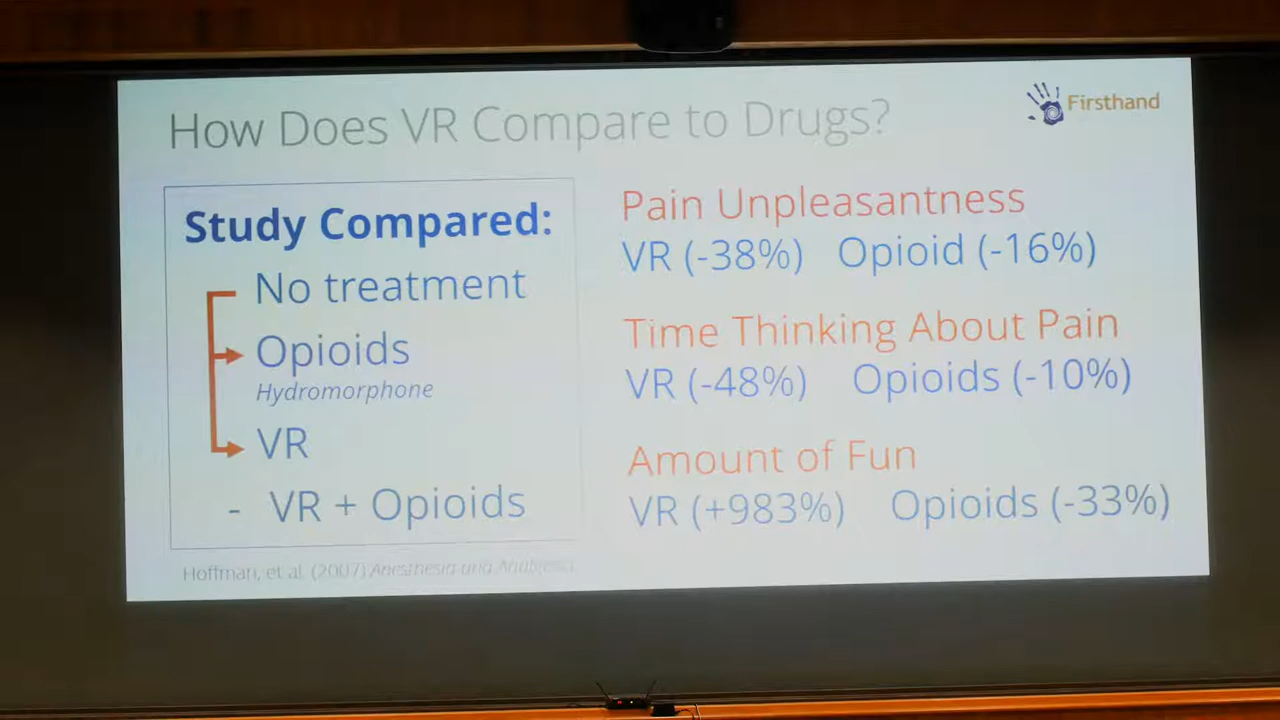 How Does VR Compare to Drugs?
Firsthand
Study Compared:
No treatment
Opioids
Hydromorphone
VR
- VR + Opioids
Hoffman, et al. (2007) Anesthesia and
Pain Unpleasantness
VR (-38%) Opioid (-16%)
Time Thinking About Pain
VR (-48%) Opioids (-10%)
Amount of Fun
VR (+983%) Opioids (-33%)